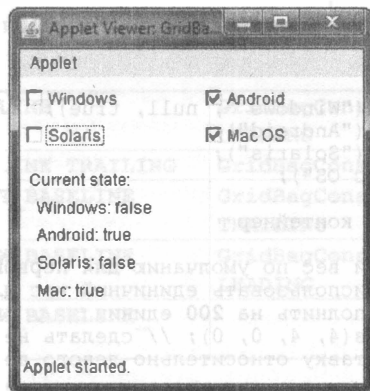 Applet Viewer: GridBa...
Applet
Windows Android
Solaris Mac OS
Current state:
Windows: false
Android: true
Solaris: false
Mac: true
Applet started.